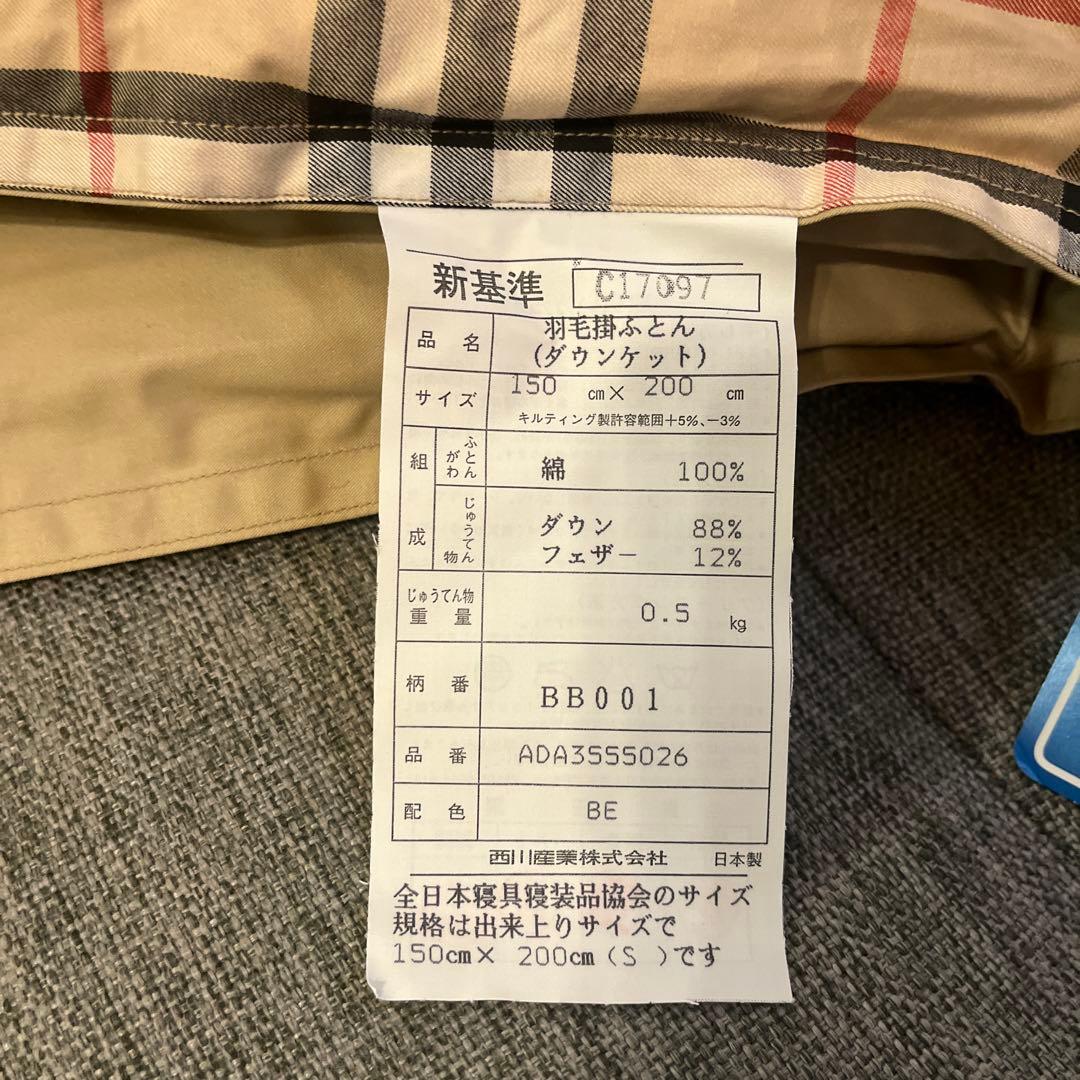 新基準 C17097
品名 羽毛掛ふとん
(ダウンケット)
サイズ 150 cm× 200 cm
キルティング製許容範囲+5%、-3%
組成 ふとんがわ 綿 100%
じゅうてん物 ダウン 88%
フェザー 12%
じゅうてん物
重量 0.5 kg
柄番 BB001
品番 ADA3555026
配色 BE
西川産業株式会社 日本製
全日本寝具寝装品協会のサイズ
規格は出来上りサイズで
150cm× 200cm(S )です